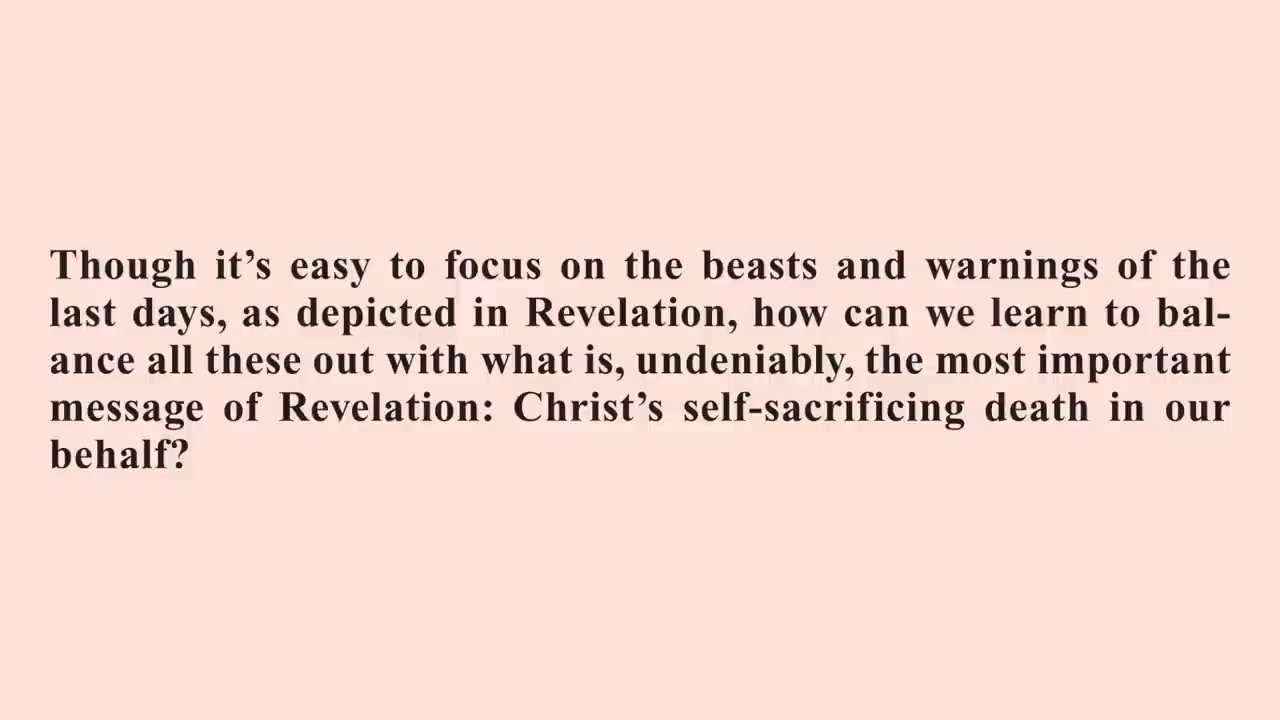 Though it’s easy to focus on the beasts and warnings of the
last days, as depicted in Revelation, how can we learn to bal-
ance all these out with what is, undeniably, the most important
message of Revelation: Christ’s self-sacrificing death in our
behalf?